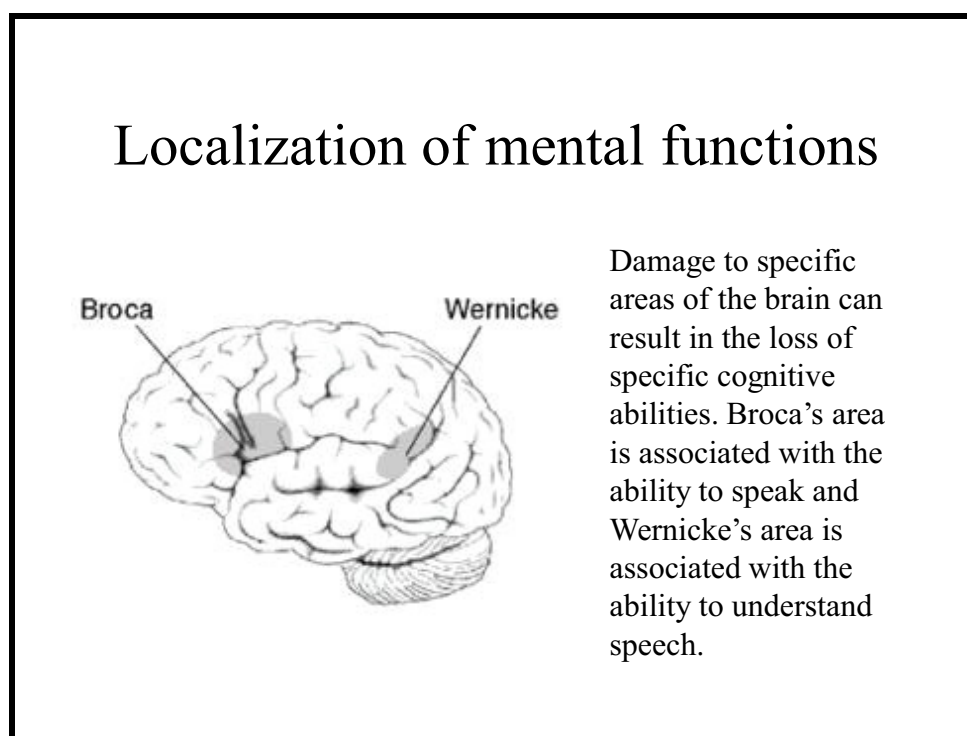 Localization of mental functions
Broca
Wernicke
Damage to specific
areas of the brain can
result in the loss of
specific cognitive
abilities. Broca’s area
is associated with the
ability to speak and
Wernicke’s area is
associated with the
ability to understand
speech.